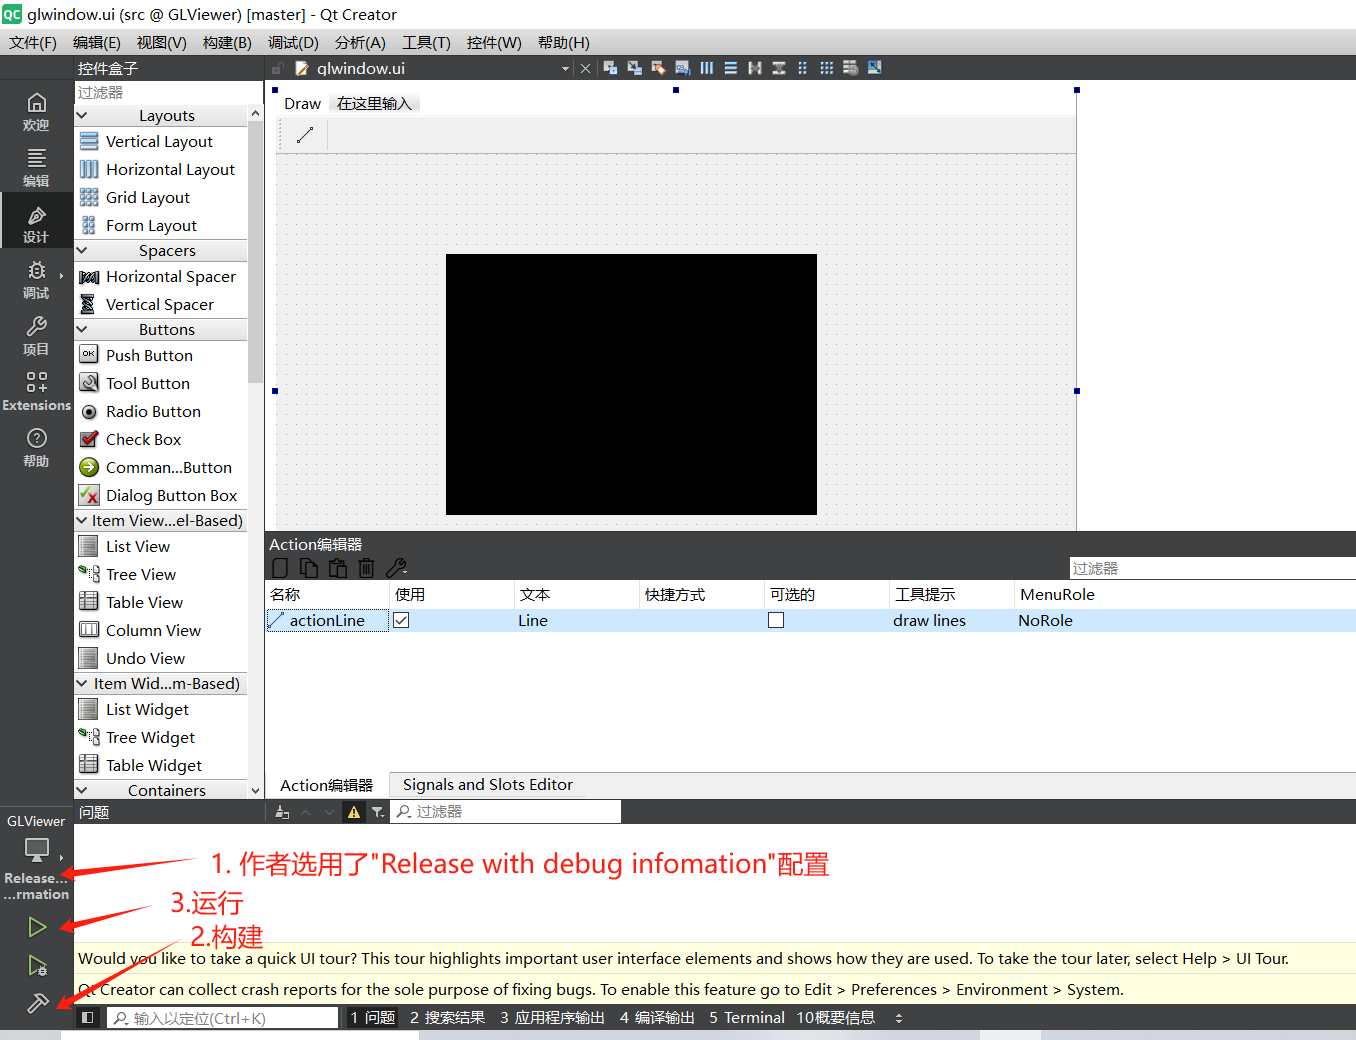 QC glwindow.ui (src @ GLViewer) [master] - Qt Creator
文件(F) 编辑(E) 视图(V) 构建(B) 调试(D) 分析(A) 工具(T) 控件(W) 帮助(H)
控件盒子
glwindow.ui
过滤器
欢迎
编辑
设计
调试
项目
Extensions
帮助
Layouts
Vertical Layout
Horizontal Layout
Grid Layout
Form Layout
Spacers
Horizontal Spacer
Vertical Spacer
Buttons
OK Push Button
Tool Button
Radio Button
Check Box
Comman...Button
Dialog Button Box
Item View...el-Based)
List View
Tree View
Table View
Column View
Undo View
Item Wid...m-Based)
List Widget
Tree Widget
Table Widget
Containers
Draw 在这里输入
Action编辑器
过滤器
名称 使用 文本 快捷方式 可选的 工具提示 MenuRole
actionLine Line draw lines NoRole
Action编辑器 Signals and Slots Editor
问题
过滤器
GLViewer
Release...
...rmation
1. 作者选用了"Release with debug infomation"配置
3.运行
2.构建
Would you like to take a quick UI tour? This tour highlights important user interface elements and shows how they are used. To take the tour later, select Help > UI Tour.
Qt Creator can collect crash reports for the sole purpose of fixing bugs. To enable this feature go to Edit > Preferences > Environment > System.
输入以定位(Ctrl+K)
1 问题 2 搜索结果 3 应用程序输出 4 编译输出 5 Terminal 10概要信息